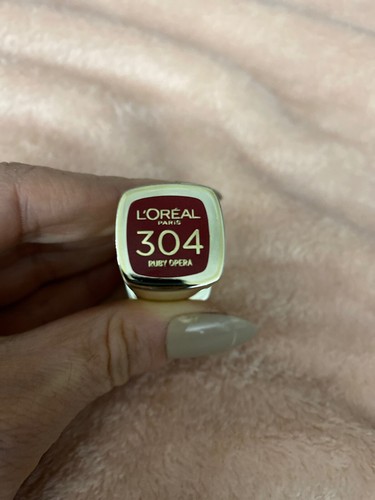 L'ORÉAL
PARIS
304
RUBY OPERA